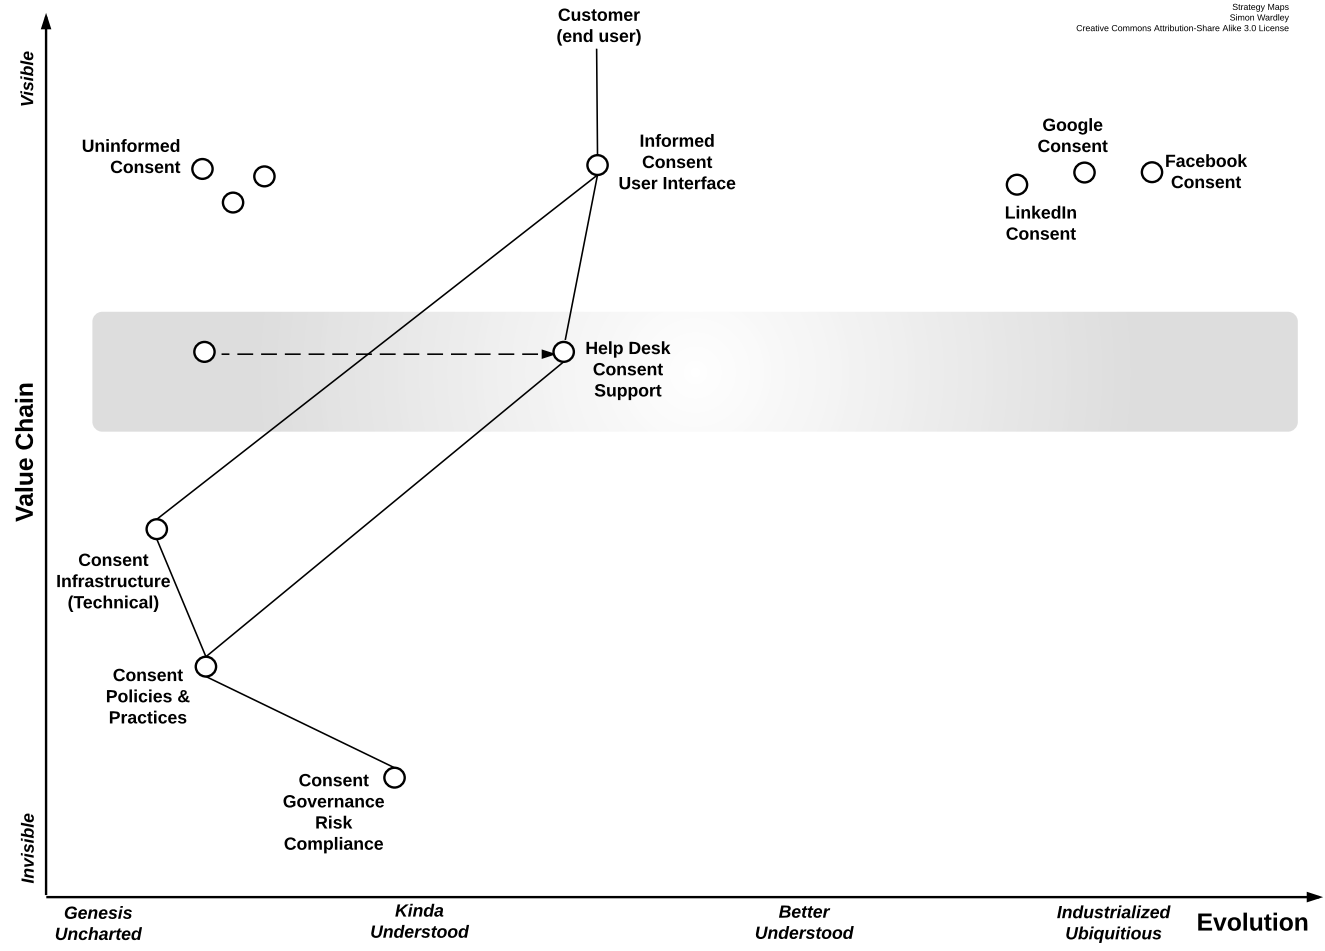 Strategy Maps
Simon Wardley
Creative Commons Attribution-Share Alike 3.0 License
Customer
(end user)
Visible
Uninformed
Consent
Informed
Consent
User Interface
Google
Consent
Facebook
Consent
LinkedIn
Consent
Help Desk
Consent
Support
Value Chain
Consent
Infrastructure
(Technical)
Consent
Policies &
Practices
Consent
Governance
Risk
Compliance
Invisible
Genesis
Uncharted
Kinda
Understood
Better
Understood
Industrialized
Ubiquitious
Evolution